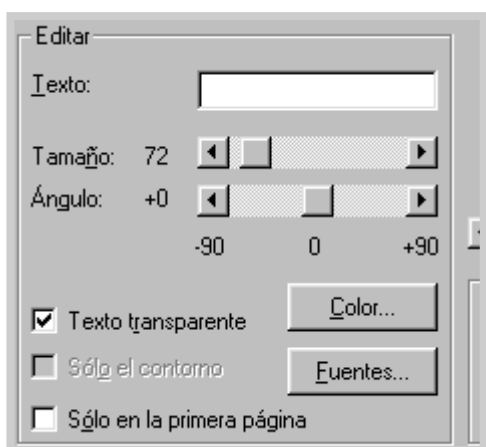 Editar
Texto:
Tamaño: 72
Ángulo: +0
-90 0 +90
Color...
Texto transparente
Sólo el contorno
Fuentes...
Sólo en la primera página